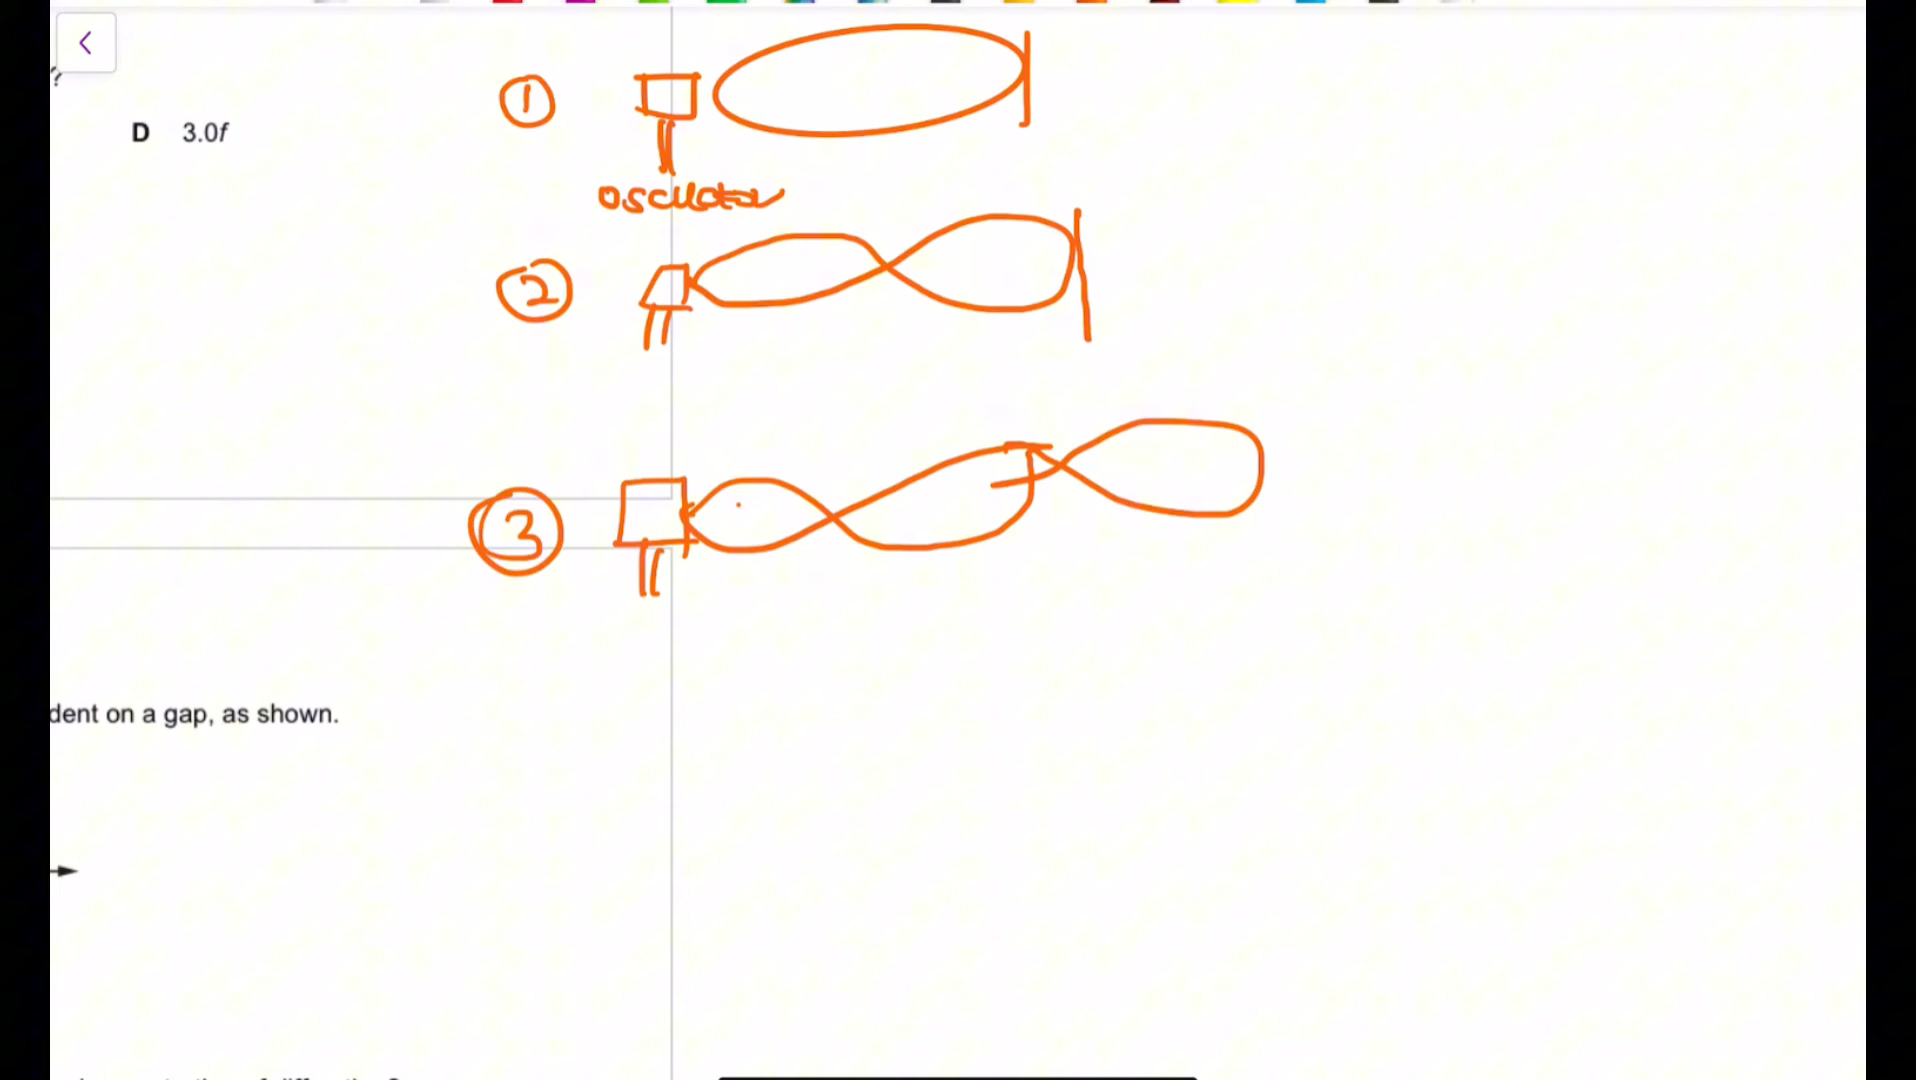 ?
①
D 3.0f
oscillator
②
③
dent on a gap, as shown.